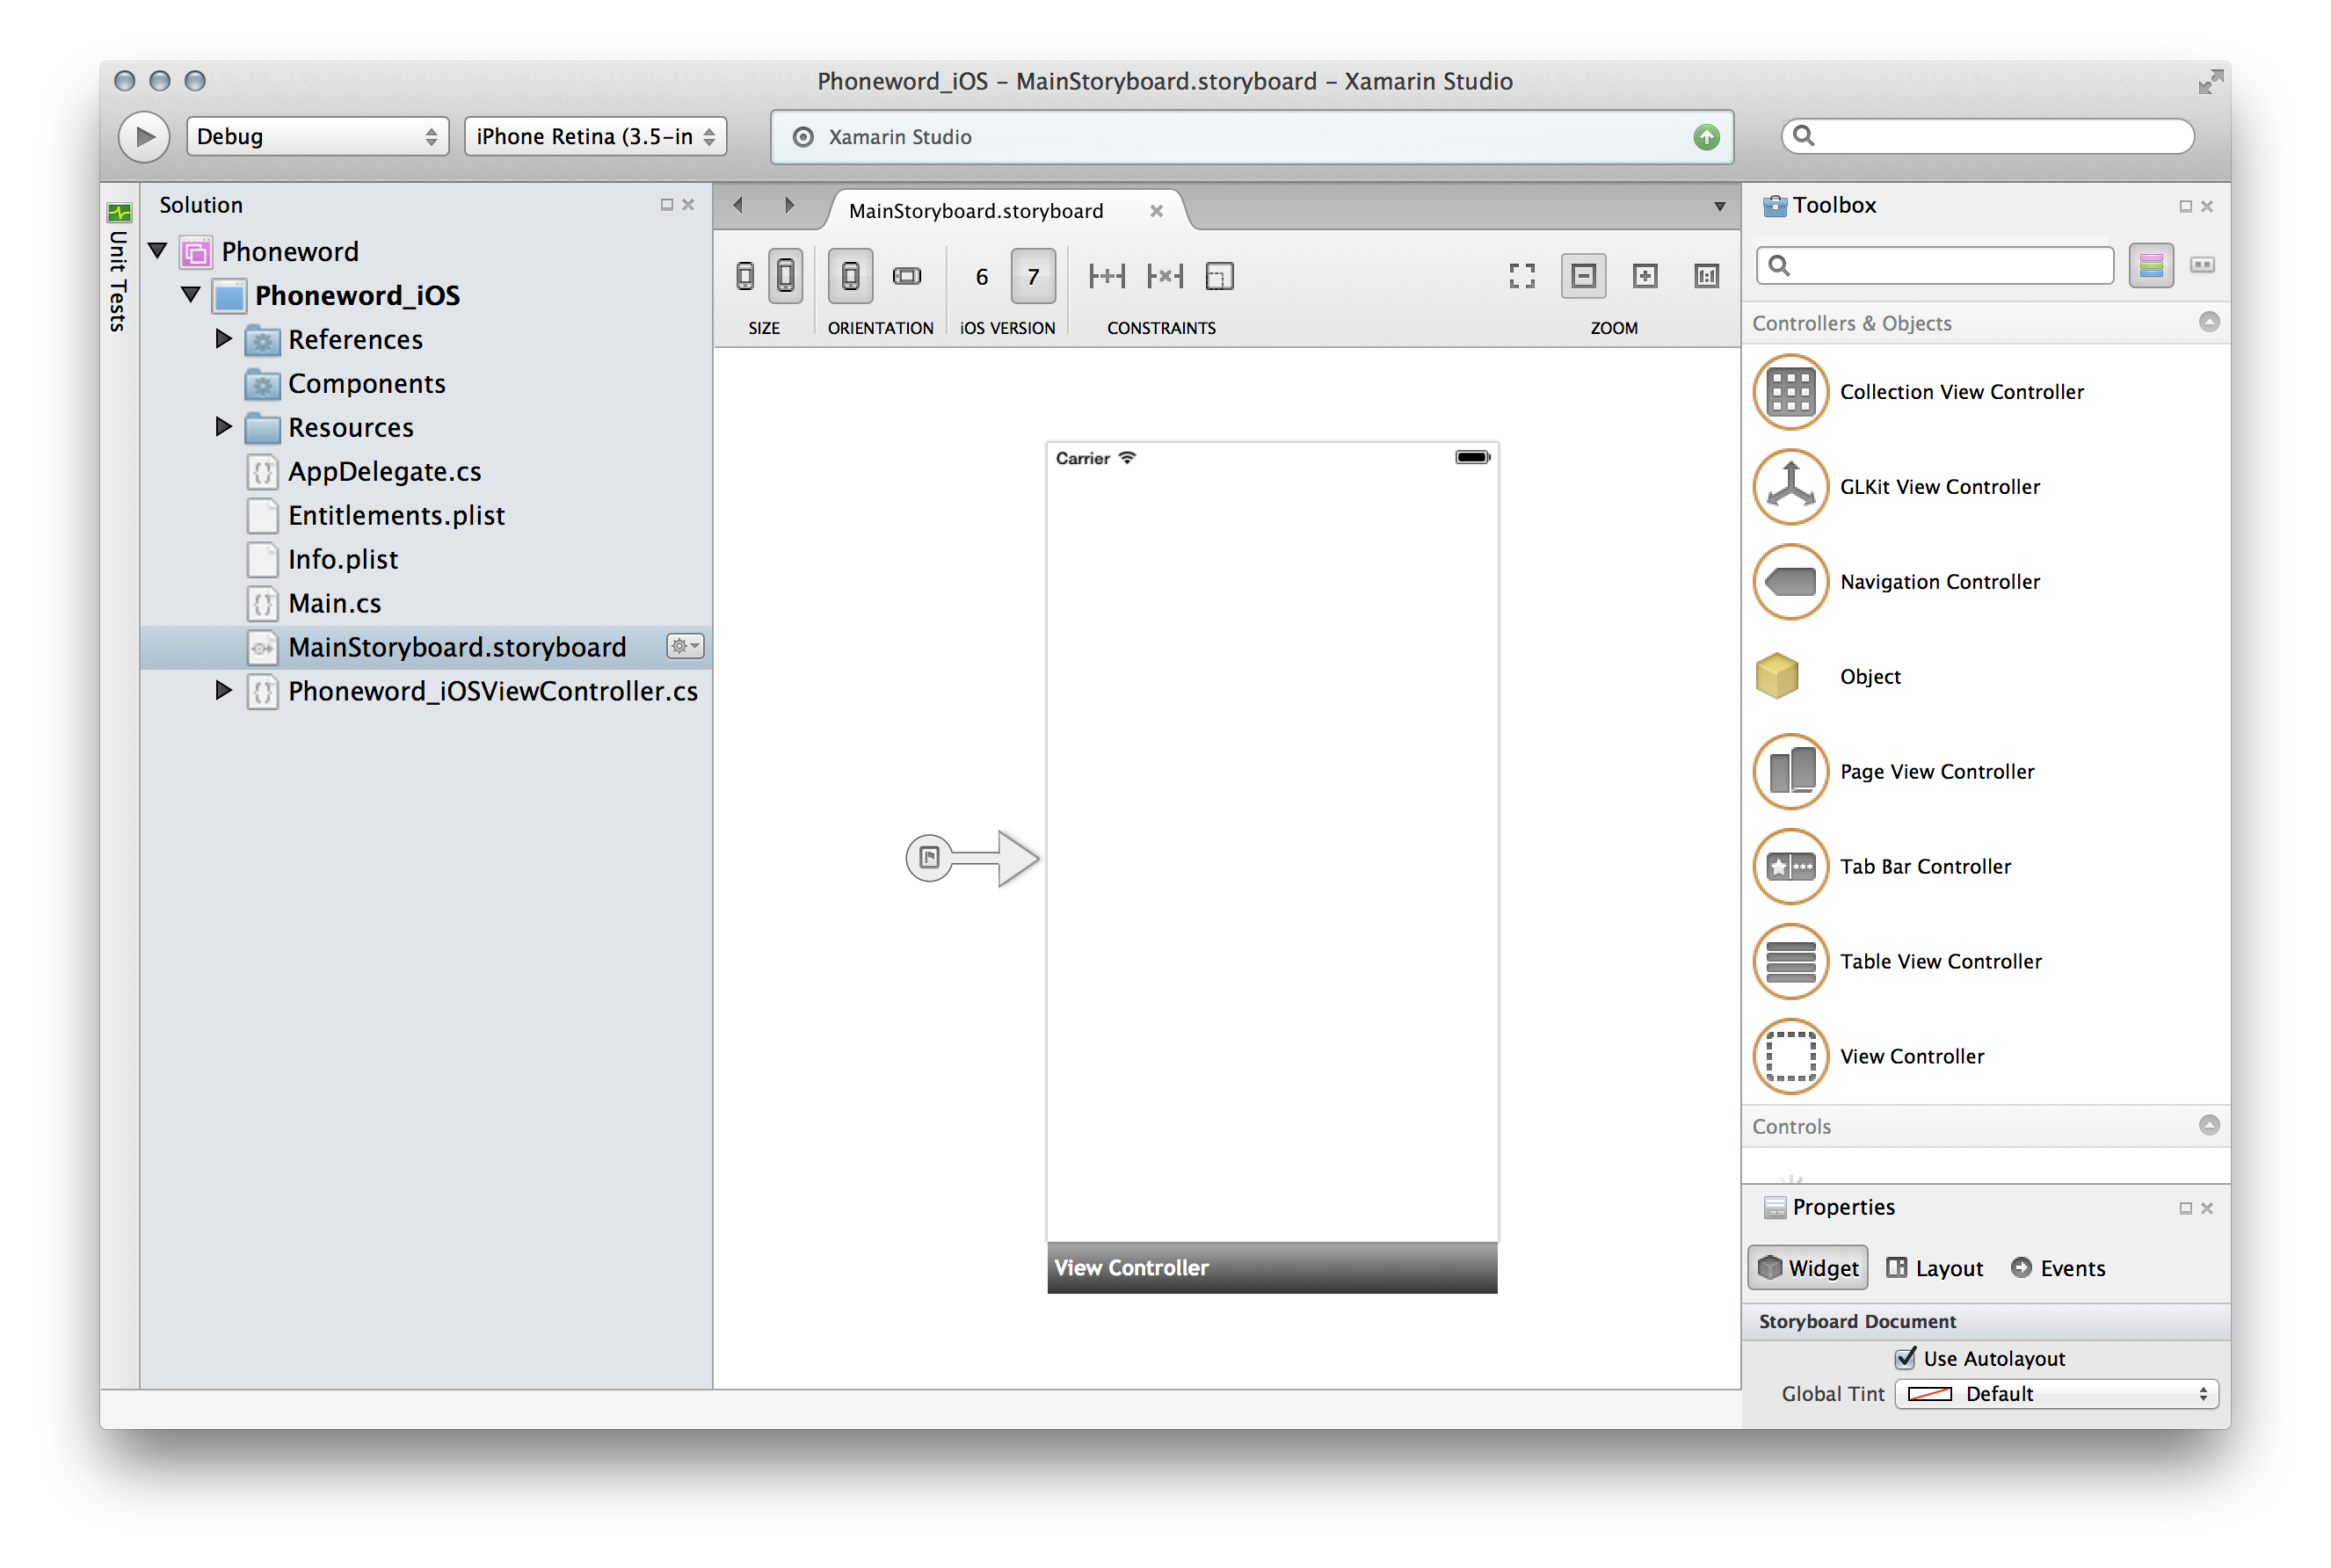 Phoneword_iOS – MainStoryboard.storyboard – Xamarin Studio
Debug
iPhone Retina (3.5-in
Xamarin Studio
Unit Tests
Solution
Phoneword
Phoneword_iOS
References
Components
Resources
AppDelegate.cs
Entitlements.plist
Info.plist
Main.cs
MainStoryboard.storyboard
Phoneword_iOSViewController.cs
MainStoryboard.storyboard
6 7
1:1
SIZE ORIENTATION iOS VERSION CONSTRAINTS ZOOM
Carrier
View Controller
Toolbox
Controllers & Objects
Collection View Controller
GLKit View Controller
Navigation Controller
Object
Page View Controller
Tab Bar Controller
Table View Controller
View Controller
Controls
Properties
Widget Layout Events
Storyboard Document
Use Autolayout
Global Tint Default